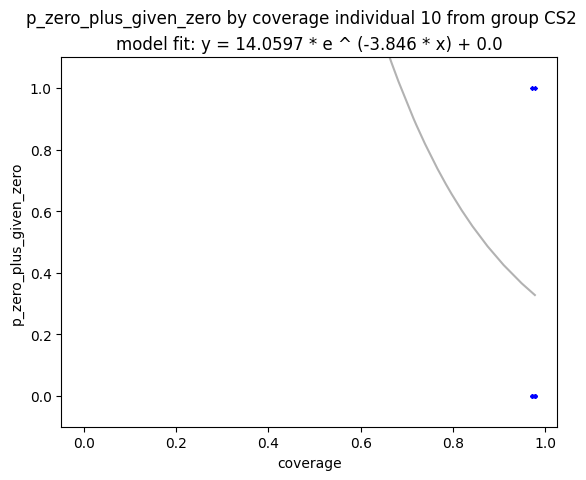 p_zero_plus_given_zero by coverage individual 10 from group CS2
model fit: y = 14.0597 * e ^ (-3.846 * x) + 0.0
1.0
0.8
0.6
0.4
0.2
0.0
p_zero_plus_given_zero
0.0 0.2 0.4 0.6 0.8 1.0
coverage